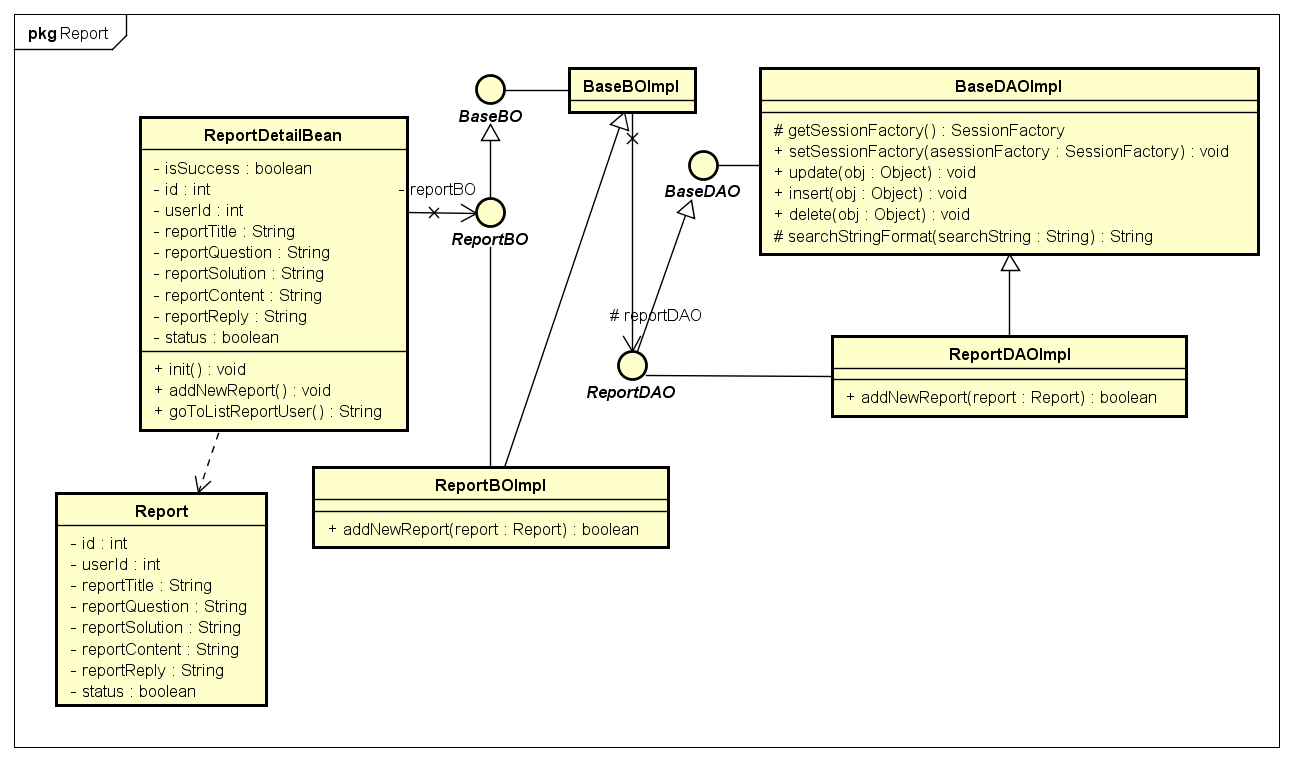 pkg Report
BaseBO
BaseBOImpl
BaseDAOImpl
# getSessionFactory() : SessionFactory
+ setSessionFactory(asessionFactory : SessionFactory) : void
+ update(obj : Object) : void
+ insert(obj : Object) : void
+ delete(obj : Object) : void
# searchStringFormat(searchString : String) : String
BaseDAO
ReportDetailBean
- isSuccess : boolean
- id : int
- userId : int
- reportTitle : String
- reportQuestion : String
- reportSolution : String
- reportContent : String
- reportReply : String
- status : boolean
+ init() : void
+ addNewReport() : void
+ goToListReportUser() : String
- reportBO
ReportBO
# reportDAO
ReportDAO
ReportDAOImpl
+ addNewReport(report : Report) : boolean
ReportBOImpl
+ addNewReport(report : Report) : boolean
Report
- id : int
- userId : int
- reportTitle : String
- reportQuestion : String
- reportSolution : String
- reportContent : String
- reportReply : String
- status : boolean